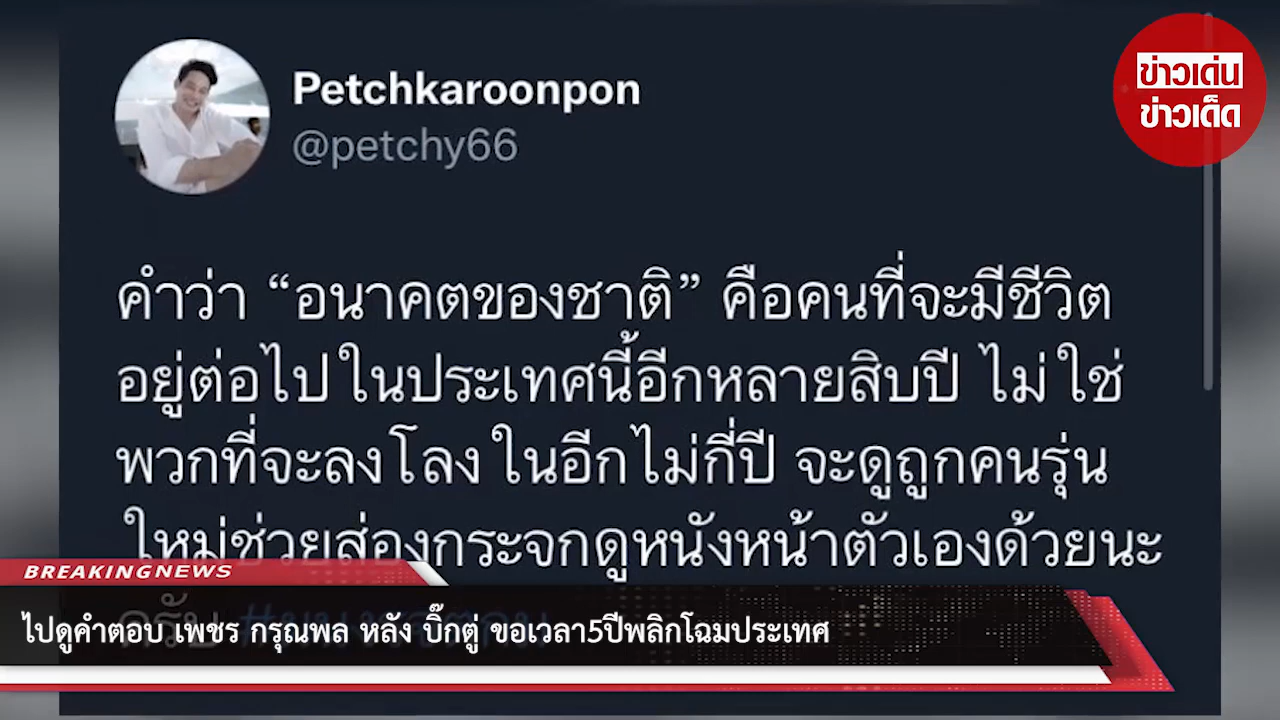 ข่าวเด่น
ข่าวเด็ด
Petchkaroonpon
@petchy66
คำว่า “อนาคตของชาติ” คือคนที่จะมีชีวิต
อยู่ต่อไปในประเทศนี้อีกหลายสิบปี ไม่ใช่
พวกที่จะลงโลงในอีกไม่กี่ปี จะดูถูกคนรุ่น
ใหม่ช่วยส่องกระจกดูหนังหน้าตัวเองด้วยนะ
ครับ
BREAKING NEWS
ไปดูคำตอบ เพชร กรุณพล หลัง บิ๊กตู่ ขอเวลา5ปีพลิกโฉมประเทศ